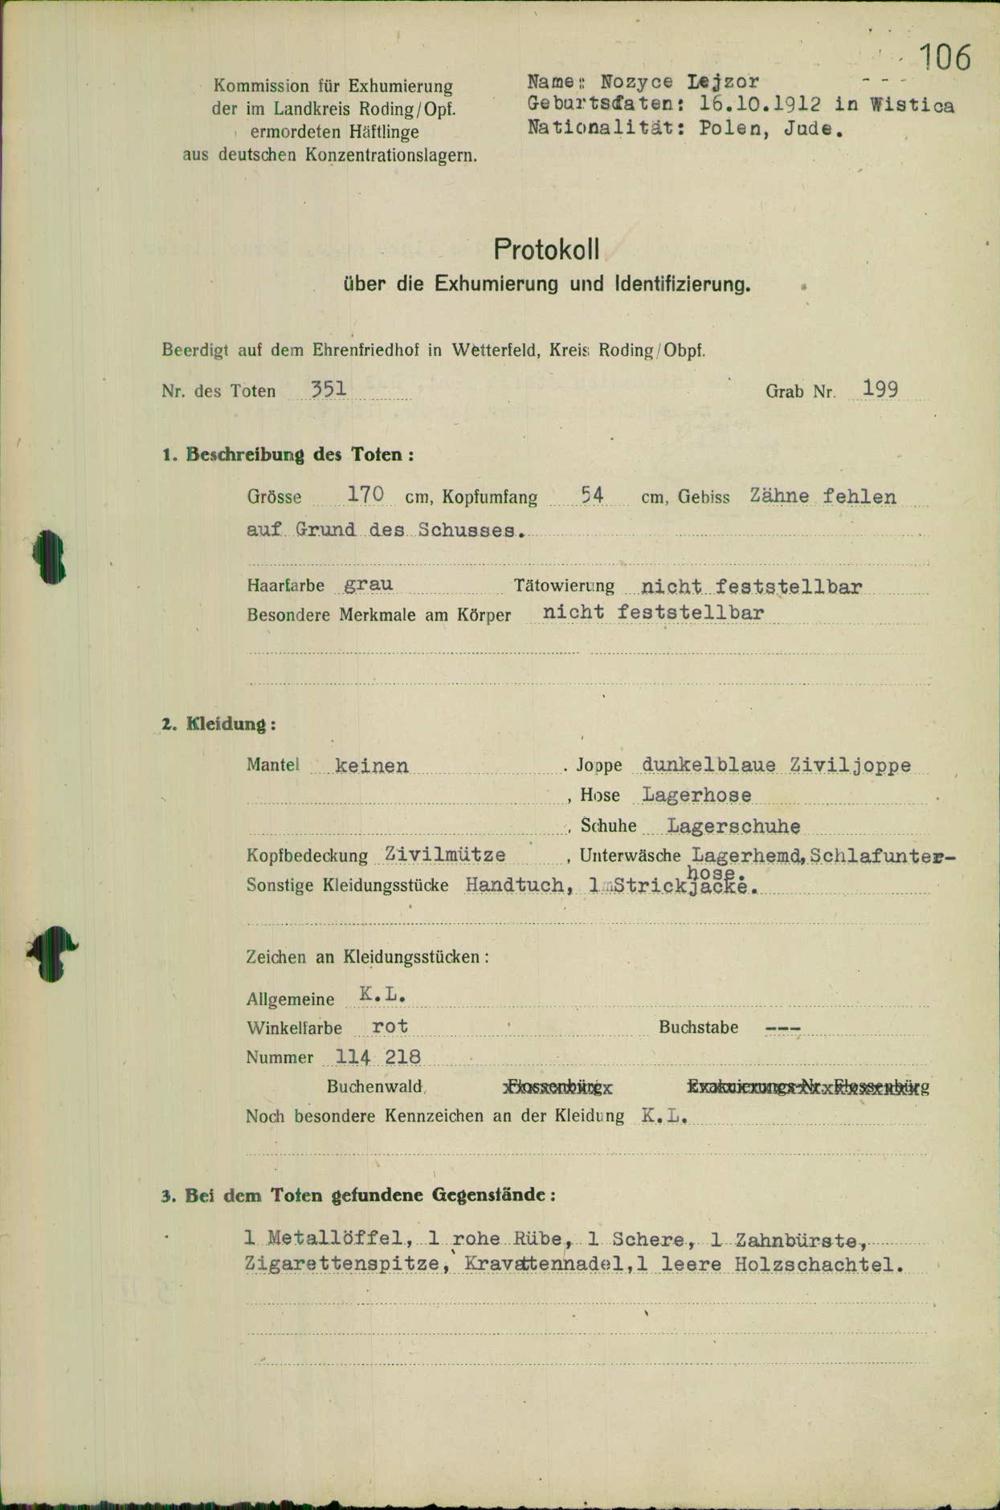 106
Kommission für Exhumierung
der im Landkreis Roding/Opf.
ermordeten Häftlinge
aus deutschen Konzentrationslagern.
Name: Nozyce Lejzor
Geburtsdaten: 16.10.1912 in Wistica
Nationalität: Polen, Jude.
Protokoll
über die Exhumierung und Identifizierung.
Beerdigt auf dem Ehrenfriedhof in Wetterfeld, Kreis Roding/Obpf.
Nr. des Toten 351 Grab Nr. 199
1. Beschreibung des Toten :
Grösse 170 cm, Kopfumfang 54 cm, Gebiss Zähne fehlen
auf Grund des Schusses.
Haarfarbe grau Tätowierung nicht feststellbar
Besondere Merkmale am Körper nicht feststellbar
2. Kleidung :
Mantel keinen . Joppe dunkelblaue Ziviljoppe
, Hose Lagerhose
, Schuhe Lagerschuhe
Kopfbedeckung Zivilmütze , Unterwäsche Lagerhemd, Schlafunter-
hose.
Sonstige Kleidungsstücke Handtuch, 1 Strickjacke.
Zeichen an Kleidungsstücken :
Allgemeine K.L.
Winkelfarbe rot Buchstabe ---
Nummer 114 218
Buchenwald, Flossenbürg Evakuierungs-Nr. Flossenbürg
Noch besondere Kennzeichen an der Kleidung K.L.
3. Bei dem Toten gefundene Gegenstände :
1 Metallöffel, 1 rohe Rübe, 1 Schere, 1 Zahnbürste,
Zigarettenspitze, Kravattennadel,1 leere Holzschachtel.